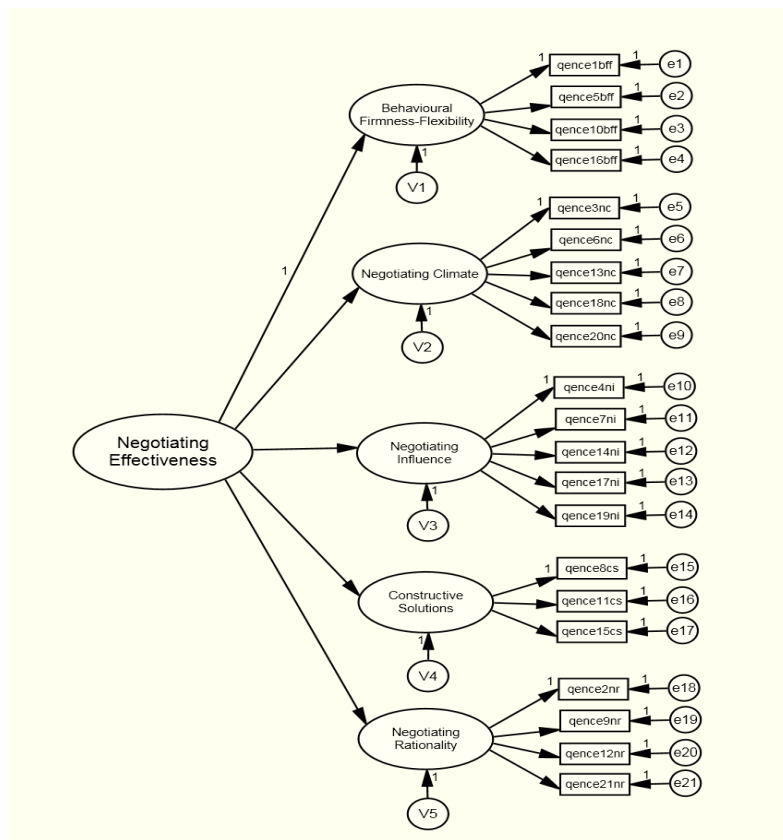 1
qence1bff
1
e1
qence5bff
1
e2
qence10bff
1
e3
qence16bff
1
e4
Behavioural
Firmness-Flexibility
1
V1
1
qence3nc
1
e5
qence6nc
1
e6
qence13nc
1
e7
qence18nc
1
e8
qence20nc
1
e9
Negotiating Climate
1
V2
1
Negotiating
Effectiveness
1
qence4ni
1
e10
qence7ni
1
e11
qence14ni
1
e12
qence17ni
1
e13
qence19ni
1
e14
Negotiating
Influence
1
V3
1
qence8cs
1
e15
qence11cs
1
e16
qence15cs
1
e17
Constructive
Solutions
1
V4
1
qence2nr
1
e18
qence9nr
1
e19
qence12nr
1
e20
qence21nr
1
e21
Negotiating
Rationality
1
V5